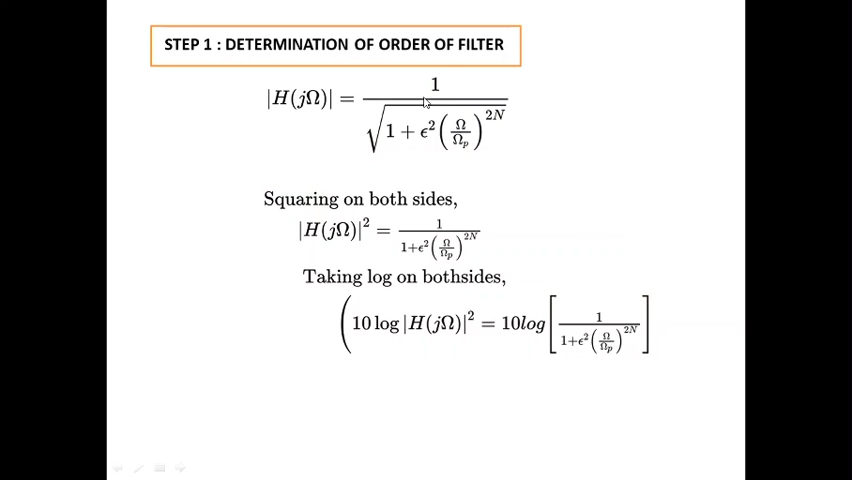 STEP 1 : DETERMINATION OF ORDER OF FILTER
|H(jΩ)| = 1 / √(1 + ϵ²(Ω/Ωₚ)^{2N})
Squaring on both sides,
|H(jΩ)|² = 1 / (1+ϵ²(Ω/Ωₚ)^{2N})
Taking log on bothsides,
(10 log |H(jΩ)|² = 10log[1 / (1+ϵ²(Ω/Ωₚ)^{2N})]